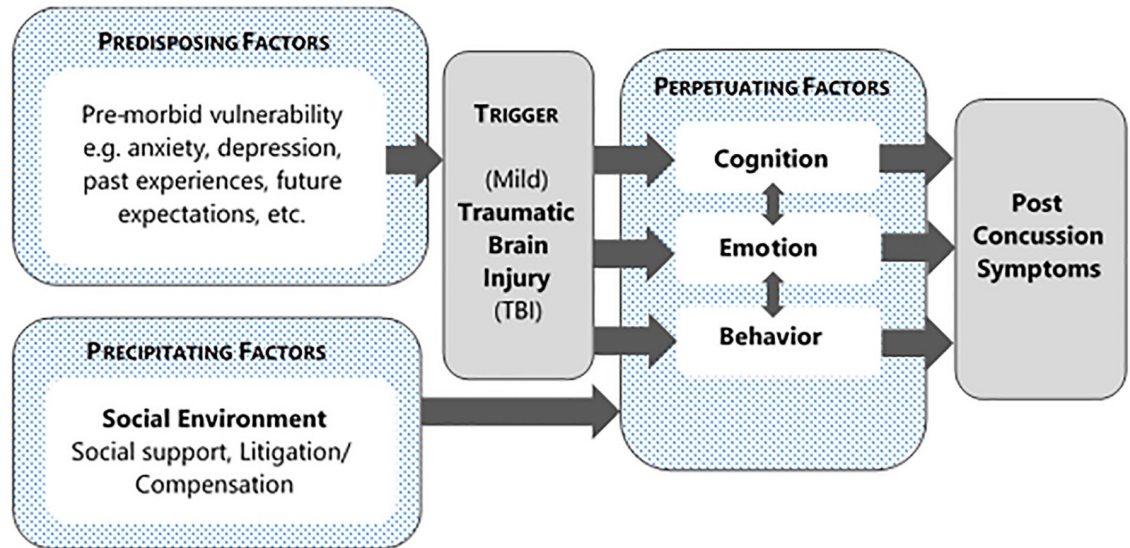 PREDISPOSING FACTORS
Pre-morbid vulnerability
e.g. anxiety, depression,
past experiences, future
expectations, etc.
PRECIPITATING FACTORS
Social Environment
Social support, Litigation/
Compensation
TRIGGER
(Mild)
Traumatic
Brain
Injury
(TBI)
PERPETUATING FACTORS
Cognition
Emotion
Behavior
Post
Concussion
Symptoms